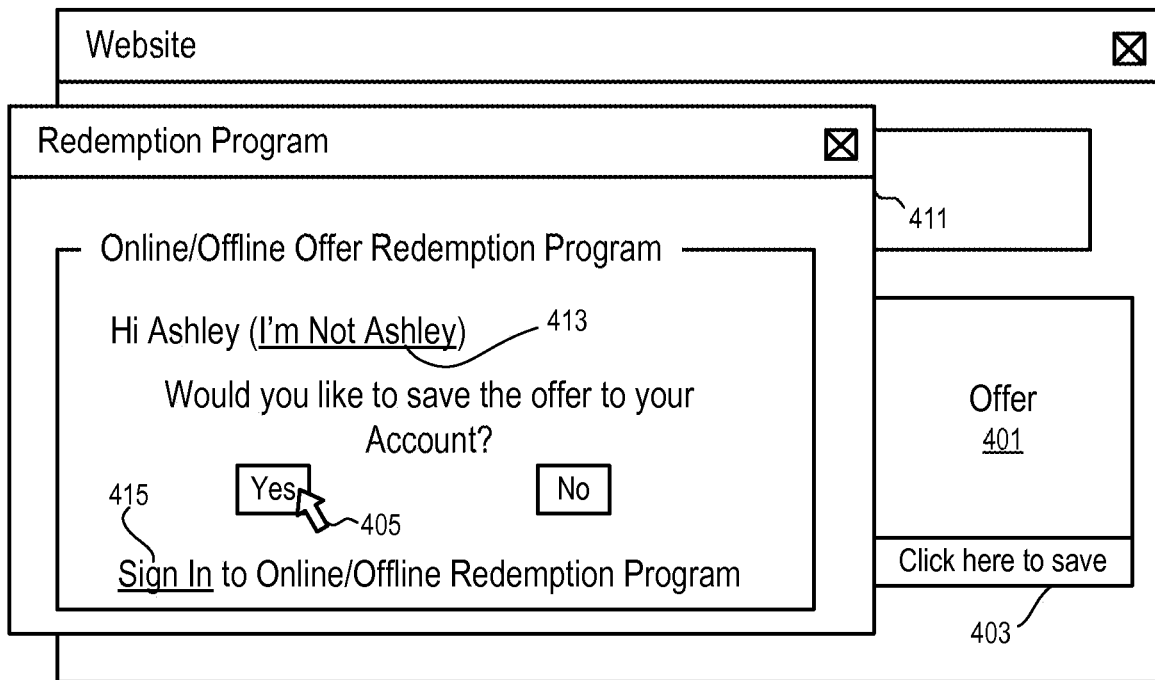 Website
Redemption Program
411
Online/Offline Offer Redemption Program
Hi Ashley (I'm Not Ashley)
413
Would you like to save the offer to your
Account?
Yes
No
415
405
Sign In to Online/Offline Redemption Program
Offer
401
Click here to save
403